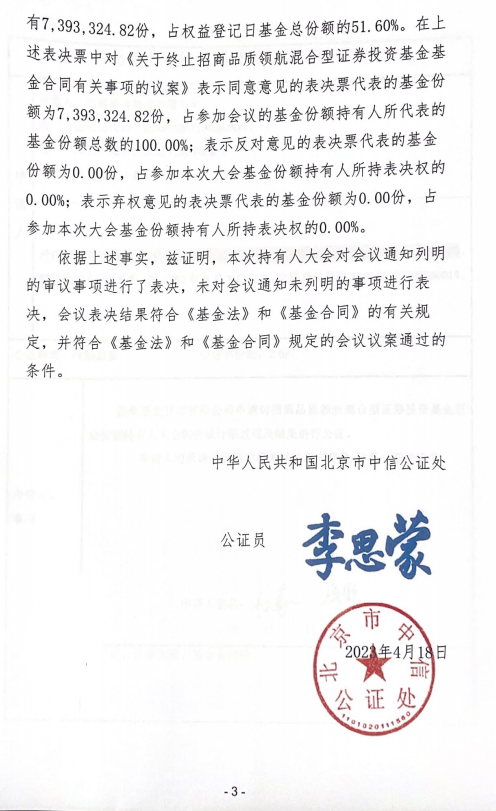 有7,393,324.82份，占权益登记日基金总份额的51.60%。在上
述表决票中对《关于终止招商品质领航混合型证券投资基金基
金合同有关事项的议案》表示同意意见的表决票代表的基金份
额为7,393,324.82份，占参加会议的基金份额持有人所代表的
基金份额总数的100.00%；表示反对意见的表决票代表的基金
份额为0.00份，占参加本次大会基金份额持有人所持表决权的
0.00%；表示弃权意见的表决票代表的基金份额为0.00份，占
参加本次大会基金份额持有人所持表决权的0.00%。
依据上述事实，兹证明，本次持有人大会对会议通知列明
的审议事项进行了表决，未对会议通知未列明的事项进行表
决，会议表决结果符合《基金法》和《基金合同》的有关规
定，并符合《基金法》和《基金合同》规定的会议议案通过的
条件。
中华人民共和国北京市中信公证处
公证员 李思蒙
2023年4月18日
北京市中信
公证处
-3-